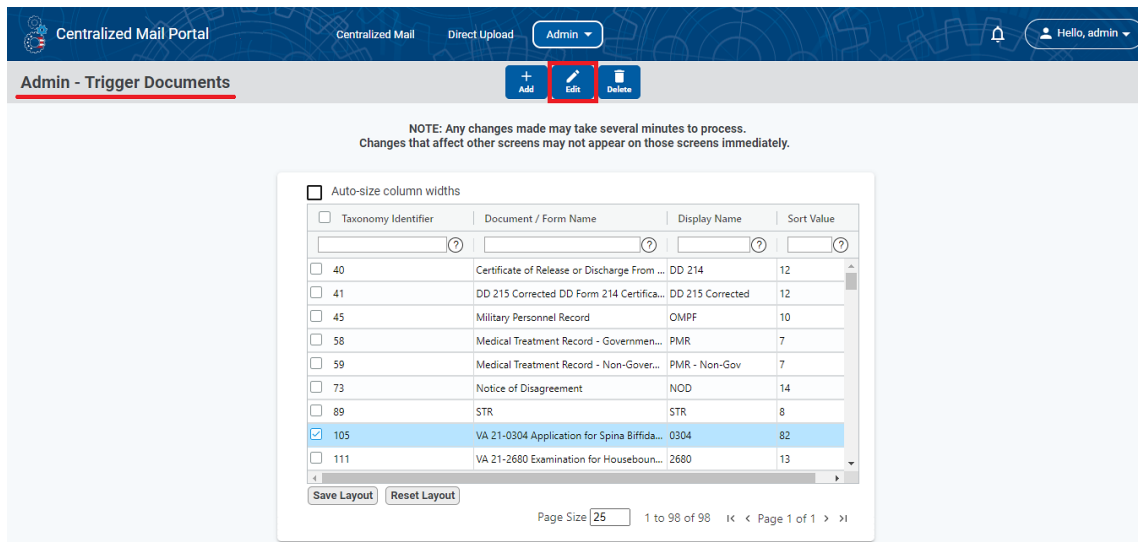 Centralized Mail Portal Centralized Mail Direct Upload Admin Hello, admin
Admin - Trigger Documents Add Edit Delete
NOTE: Any changes made may take several minutes to process.
Changes that affect other screens may not appear on those screens immediately.
Auto-size column widths
Taxonomy Identifier Document / Form Name Display Name Sort Value
? ? ? ?
40 Certificate of Release or Discharge From ... DD 214 12
41 DD 215 Corrected DD Form 214 Certifica... DD 215 Corrected 12
45 Military Personnel Record OMPF 10
58 Medical Treatment Record - Governmen... PMR 7
59 Medical Treatment Record - Non-Gover... PMR - Non-Gov 7
73 Notice of Disagreement NOD 14
89 STR STR 8
105 VA 21-0304 Application for Spina Biffida... 0304 82
111 VA 21-2680 Examination for Houseboun... 2680 13
Save Layout Reset Layout
Page Size 25 1 to 98 of 98 Page 1 of 1